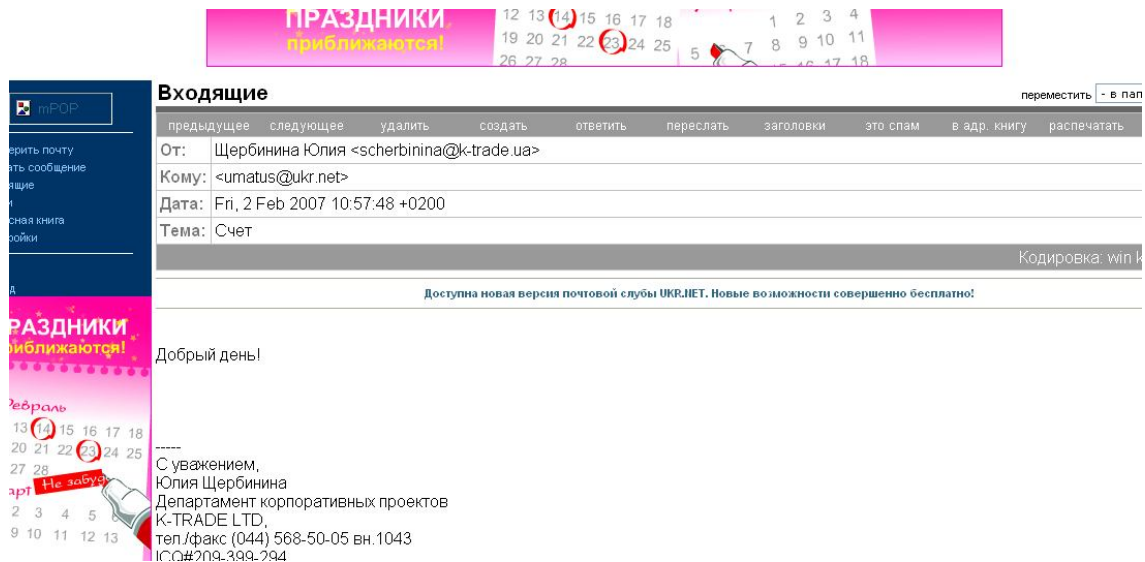 ПРАЗДНИКИ
приближаются!
12 13 14 15 16 17 18
19 20 21 22 23 24 25
26 27 28
1 2 3 4
5 7 8 9 10 11
16 17 18
mPOP
Входящие
переместить - в пап
предыдущее следующее удалить создать ответить переслать заголовки это спам в адр. книгу распечатать
От: Щербинина Юлия <scherbinina@k-trade.ua>
Кому: <umatus@ukr.net>
Дата: Fri, 2 Feb 2007 10:57:48 +0200
Тема: Счет
Кодировка: win k
ерить почту
ать сообщение
ящие
и
сная книга
ройки
д
Доступна новая версия почтовой слубы UKR.NET. Новые возможности совершенно бесплатно!
РАЗДНИКИ
иближаются!
Февраль
13 14 15 16 17 18
20 21 22 23 24 25
27 28
Не забудь
арт
2 3 4 5 6
9 10 11 12 13
Добрый день!
-----
С уважением,
Юлия Щербинина
Департамент корпоративных проектов
K-TRADE LTD,
тел./факс (044) 568-50-05 вн.1043
ICQ#209-399-294